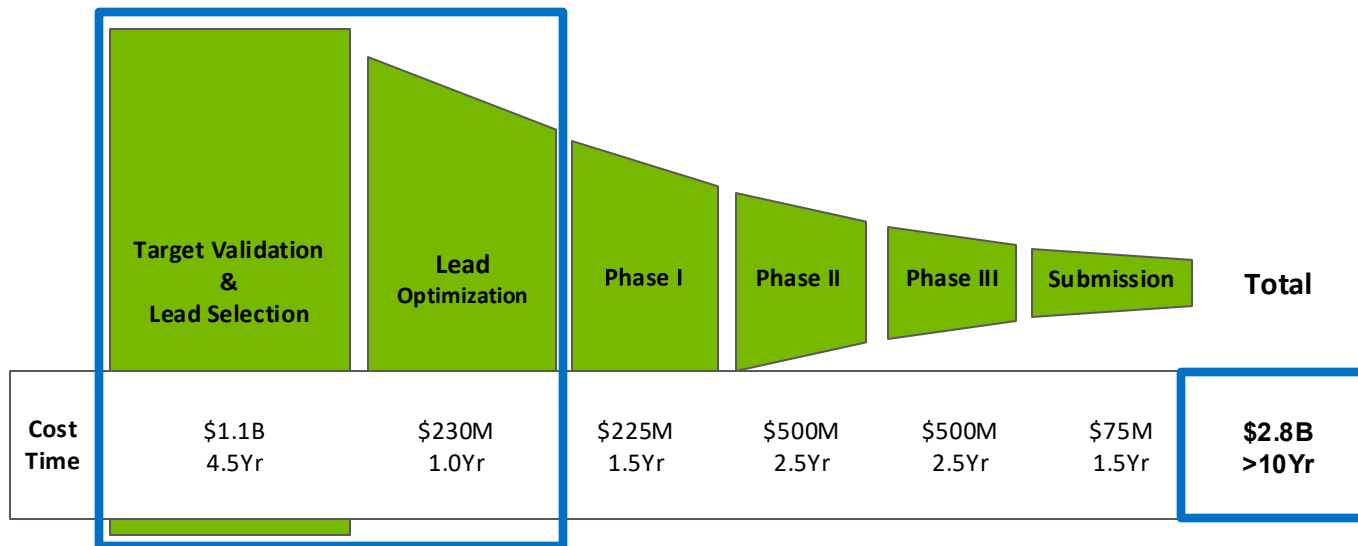 Target Validation
&
Lead Selection
Lead
Optimization
Phase I
Phase II
Phase III
Submission
Total
Cost
Time
$1.1B
4.5Yr
$230M
1.0Yr
$225M
1.5Yr
$500M
2.5Yr
$500M
2.5Yr
$75M
1.5Yr
$2.8B
>10Yr